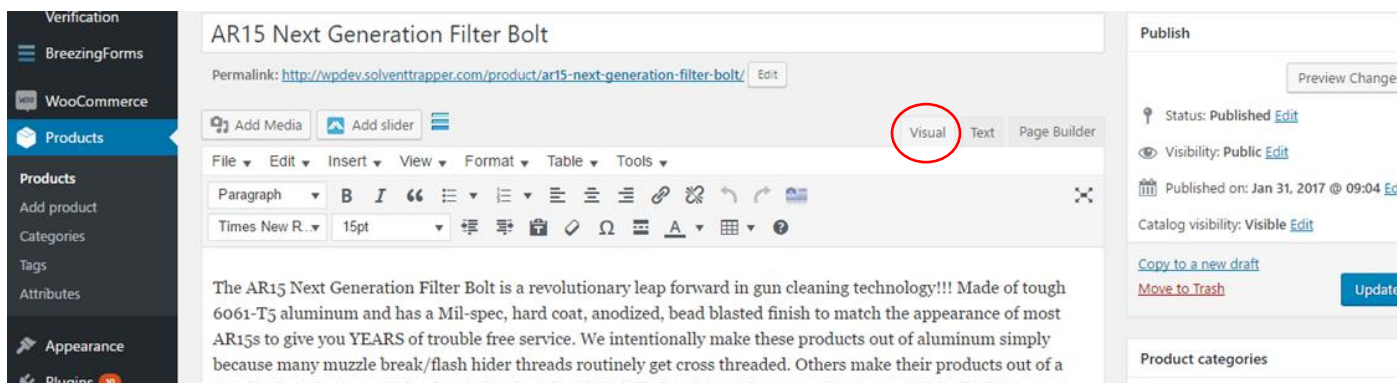 Verification
BreezingForms
WooCommerce
Products
Products
Add product
Categories
Tags
Attributes
Appearance
Plugins
AR15 Next Generation Filter Bolt
Permalink: http://wpdev.solventtrapper.com/product/ar15-next-generation-filter-bolt/ Edit
Add Media Add slider
Visual Text Page Builder
File Edit Insert View Format Table Tools
Paragraph
Times New R... 15pt
The AR15 Next Generation Filter Bolt is a revolutionary leap forward in gun cleaning technology!!! Made of tough
6061-T5 aluminum and has a Mil-spec, hard coat, anodized, bead blasted finish to match the appearance of most
AR15s to give you YEARS of trouble free service. We intentionally make these products out of aluminum simply
because many muzzle break/flash hider threads routinely get cross threaded. Others make their products out of a
Publish
Preview Changes
Status: Published Edit
Visibility: Public Edit
Published on: Jan 31, 2017 @ 09:04 Ed
Catalog visibility: Visible Edit
Copy to a new draft
Move to Trash Update
Product categories